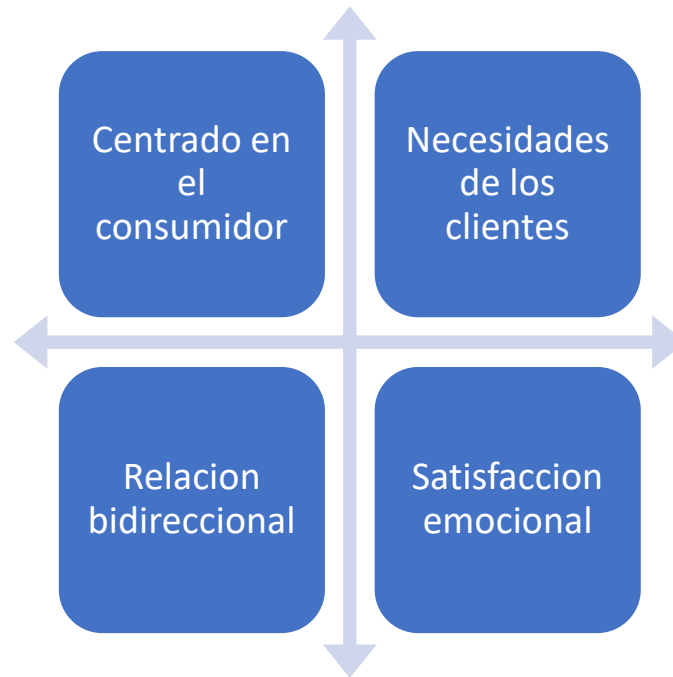 Centrado en
el
consumidor
Necesidades
de los
clientes
Relacion
bidireccional
Satisfaccion
emocional